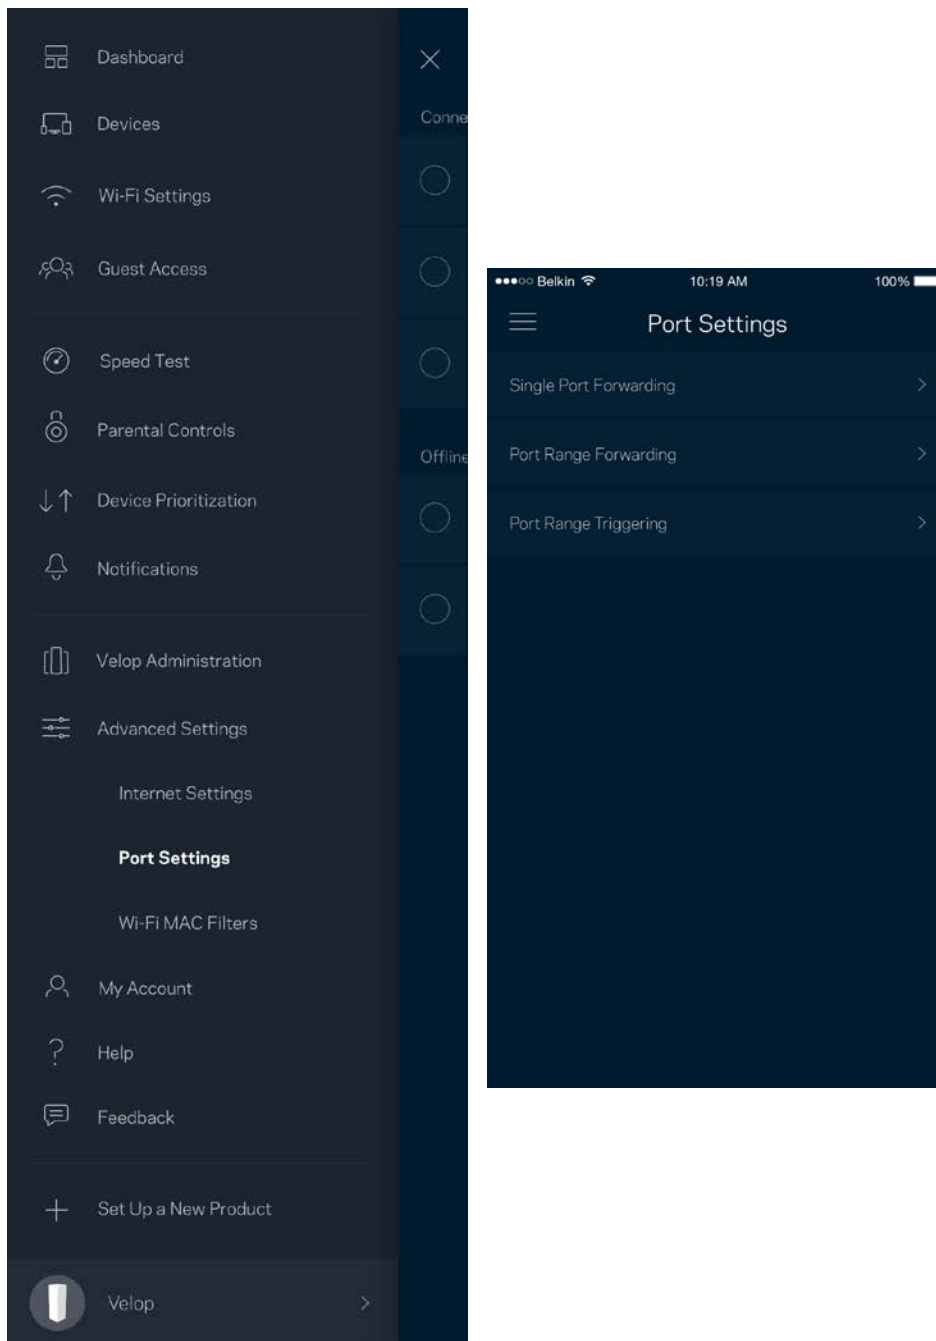 Dashboard
Devices
Wi-Fi Settings
Guest Access
Speed Test
Parental Controls
Device Prioritization
Notifications
Velop Administration
Advanced Settings
Internet Settings
Port Settings
Wi-Fi MAC Filters
My Account
Help
Feedback
Set Up a New Product
Velop
Conne
Offline
Belkin 10:19 AM 100%
Port Settings
Single Port Forwarding
Port Range Forwarding
Port Range Triggering